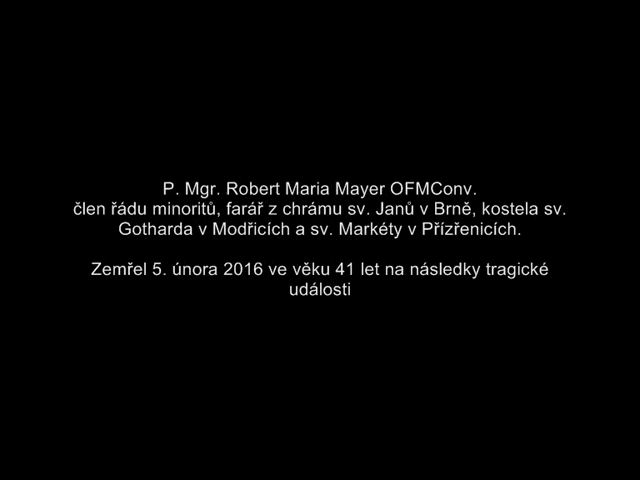 P. Mgr. Robert Maria Mayer OFMConv.
člen řádu minoritů, farář z chrámu sv. Janů v Brně, kostela sv.
Gotharda v Modřicích a sv. Markéty v Přízřenicích.
Zemřel 5. února 2016 ve věku 41 let na následky tragické
události